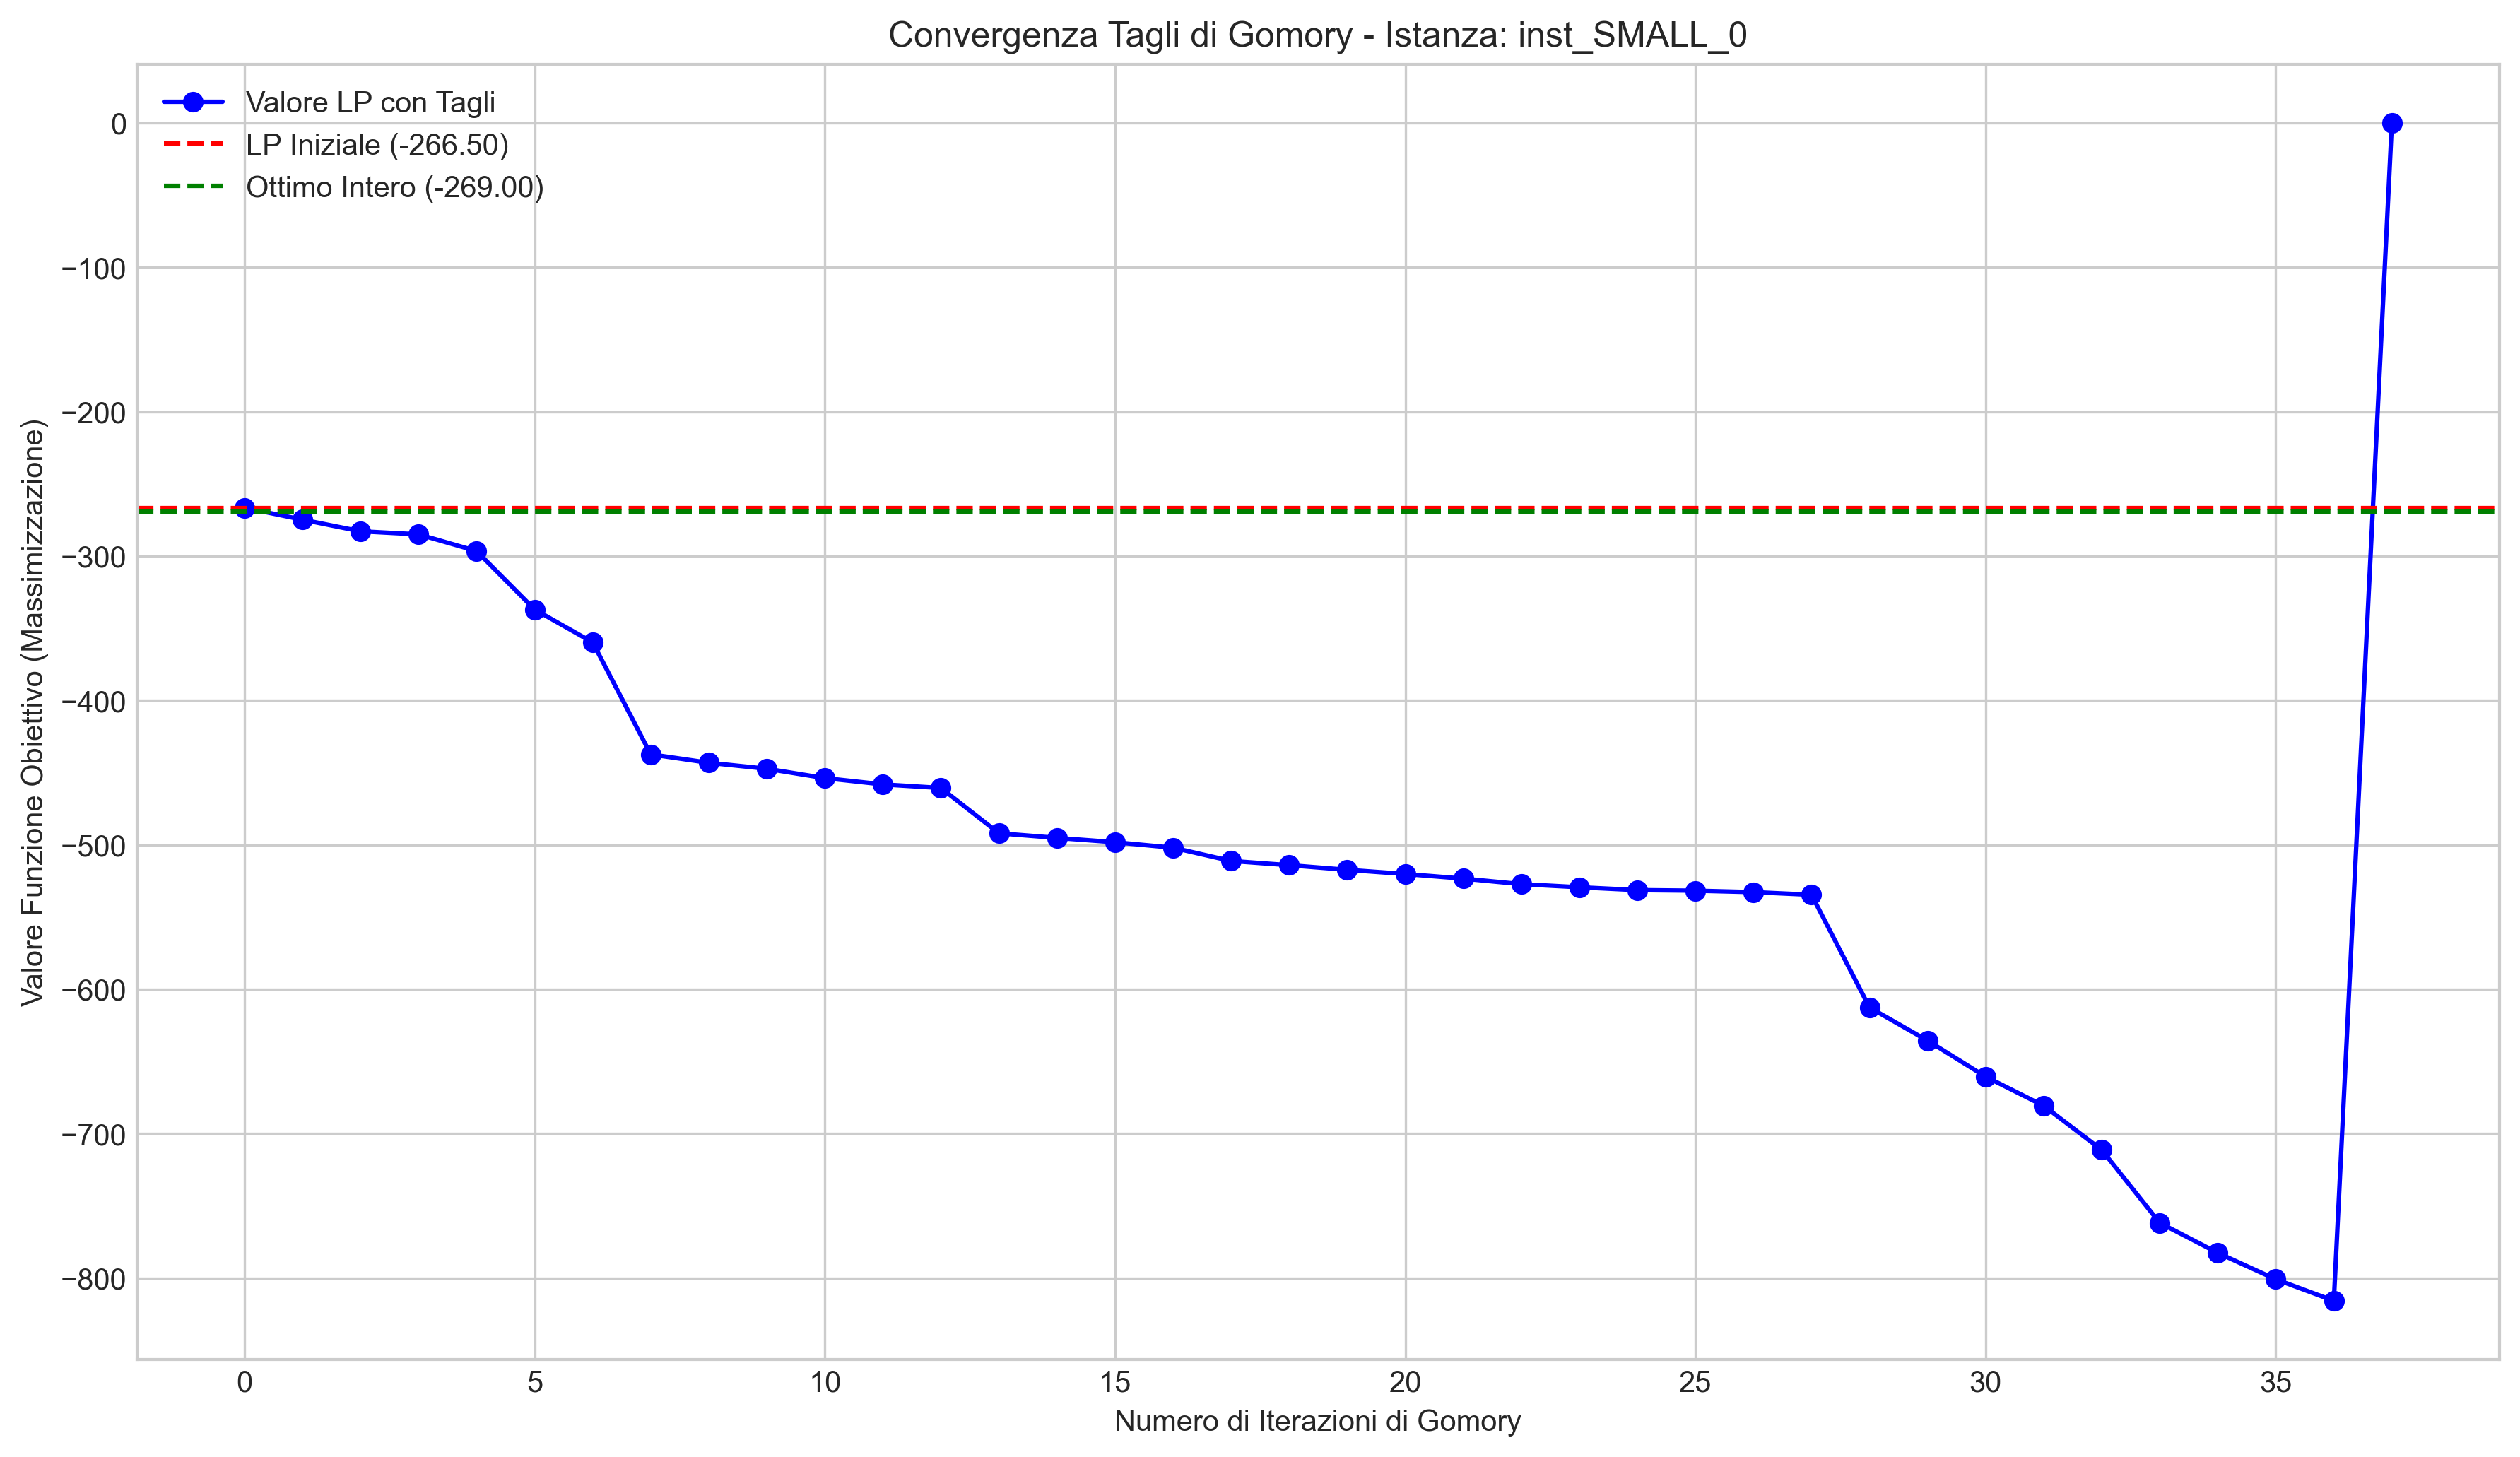 Convergenza Tagli di Gomory - Istanza: inst_SMALL_0
Valore LP con Tagli
LP Iniziale (-266.50)
Ottimo Intero (-269.00)
Valore Funzione Obiettivo (Massimizzazione)
0
−100
−200
−300
−400
−500
−600
−700
−800
0 5 10 15 20 25 30 35
Numero di Iterazioni di Gomory